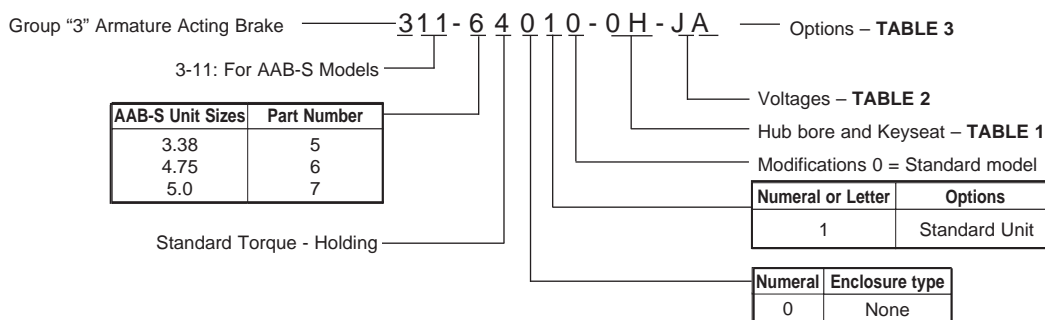 Group “3” Armature Acting Brake
311-64010-0H-JA
Options – TABLE 3
3-11: For AAB-S Models
Voltages – TABLE 2
AAB-S Unit Sizes Part Number
3.38 5
4.75 6
5.0 7
Hub bore and Keyseat – TABLE 1
Modifications 0 = Standard model
Numeral or Letter Options
1 Standard Unit
Standard Torque - Holding
Numeral Enclosure type
0 None